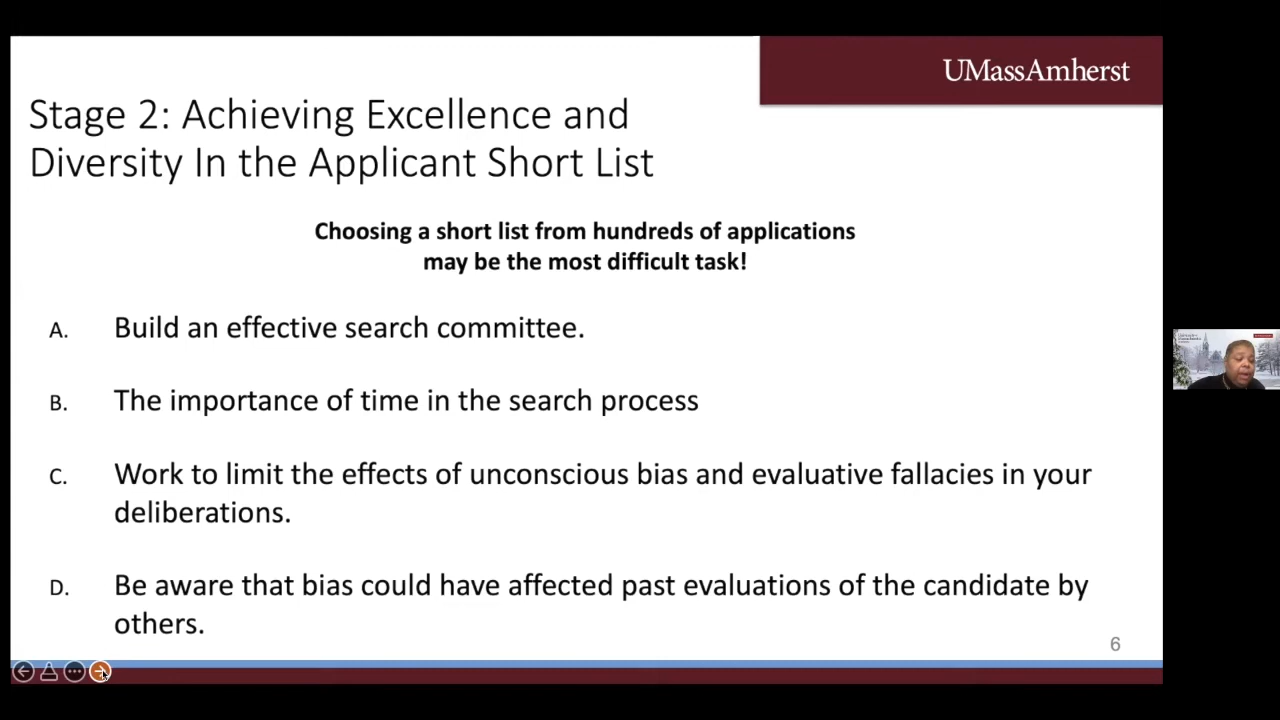 UMassAmherst
Stage 2: Achieving Excellence and
Diversity In the Applicant Short List
Choosing a short list from hundreds of applications
may be the most difficult task!
A. Build an effective search committee.
B. The importance of time in the search process
C. Work to limit the effects of unconscious bias and evaluative fallacies in your
deliberations.
D. Be aware that bias could have affected past evaluations of the candidate by
others.
6